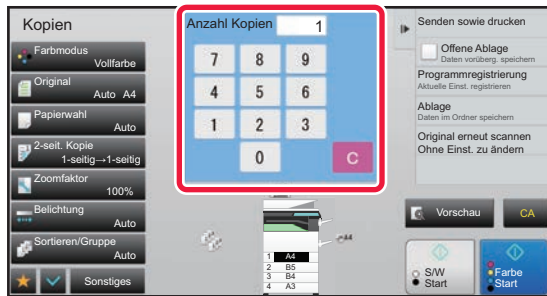 Kopien
Farbmodus
Vollfarbe
Original
Auto A4
Papierwahl
Auto
2-seit. Kopie
1-seitig→1-seitig
Zoomfaktor
100%
Belichtung
Auto
Sortieren/Gruppe
Auto
Sonstiges
Anzahl Kopien 1
7 8 9
4 5 6
1 2 3
0 C
1 A4
2 B5
3 B4
4 A3
A4
Senden sowie drucken
Offene Ablage
Daten vorüberg. speichern
Programmregistrierung
Aktuelle Einst. registrieren
Ablage
Daten im Ordner speichern
Original erneut scannen
Ohne Einst. zu ändern
Vorschau
CA
S/W
Start
Farbe
Start